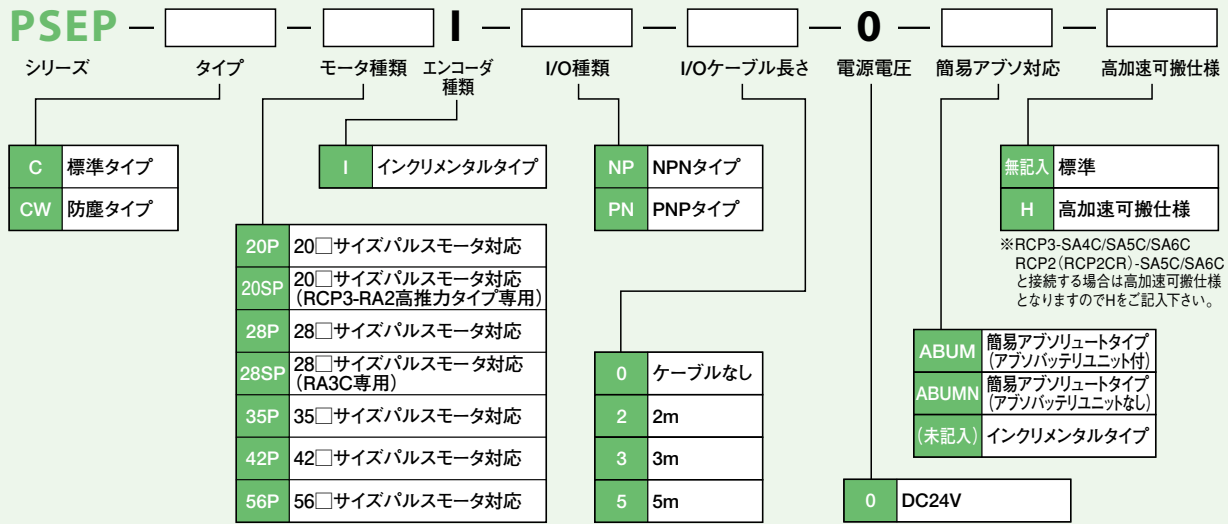 PSEP — — I — — — 0 — —
シリーズ
タイプ
モータ種類
エンコーダ
種類
I/O種類
I/Oケーブル長さ
電源電圧
簡易アブソ対応
高加速可搬仕様
C 標準タイプ
CW 防塵タイプ
I インクリメンタルタイプ
NP NPNタイプ
PN PNPタイプ
無記入 標準
H 高加速可搬仕様
※RCP3-SA4C/SA5C/SA6C
RCP2(RCP2CR)-SA5C/SA6C
と接続する場合は高加速可搬仕様
となりますのでHをご記入下さい。
20P 20□サイズパルスモータ対応
20SP 20□サイズパルスモータ対応
(RCP3-RA2高推力タイプ専用)
28P 28□サイズパルスモータ対応
28SP 28□サイズパルスモータ対応
(RA3C専用)
35P 35□サイズパルスモータ対応
42P 42□サイズパルスモータ対応
56P 56□サイズパルスモータ対応
0 ケーブルなし
2 2m
3 3m
5 5m
ABUM 簡易アブソリュートタイプ
(アブソバッテリユニット付)
ABUMN 簡易アブソリュートタイプ
(アブソバッテリユニットなし)
(未記入) インクリメンタルタイプ
0 DC24V